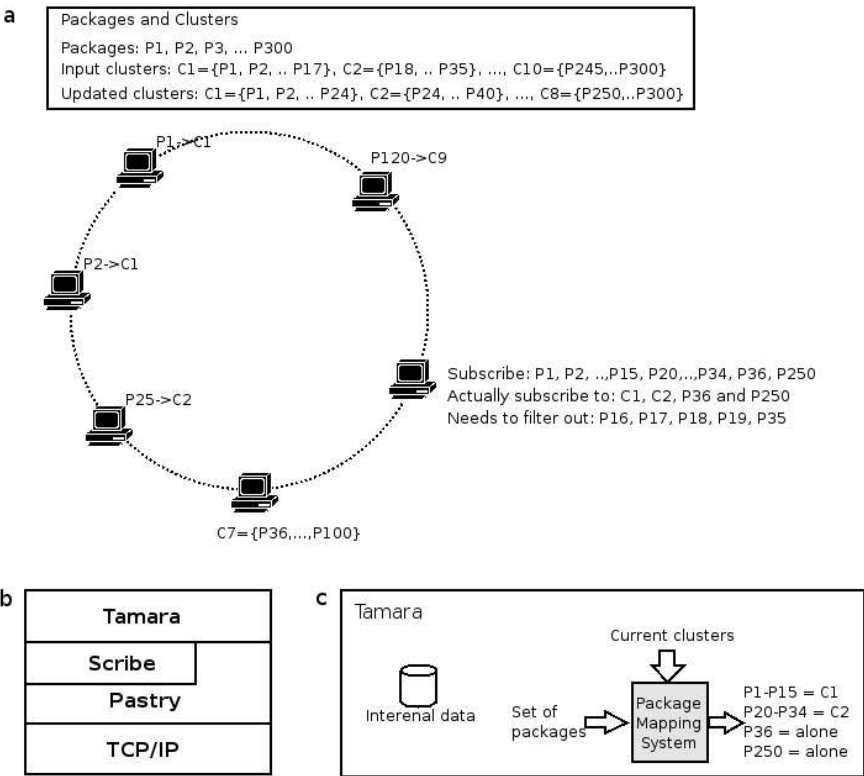 a
Packages and Clusters
Packages: P1, P2, P3, ... P300
Input clusters: C1={P1, P2, .. P17}, C2={P18, .. P35}, ..., C10={P245,..P300}
Updated clusters: C1={P1, P2, .. P24}, C2={P24, .. P40}, ..., C8={P250,..P300}
P1->C1
P120->C9
P2->C1
Subscribe: P1, P2, ..,P15, P20,..,P34, P36, P250
Actually subscribe to: C1, C2, P36 and P250
Needs to filter out: P16, P17, P18, P19, P35
P25->C2
C7={P36,...,P100}
b
Tamara
Scribe
Pastry
TCP/IP
c
Tamara
Current clusters
Interenal data
Set of
packages
Package
Mapping
System
P1-P15 = C1
P20-P34 = C2
P36 = alone
P250 = alone